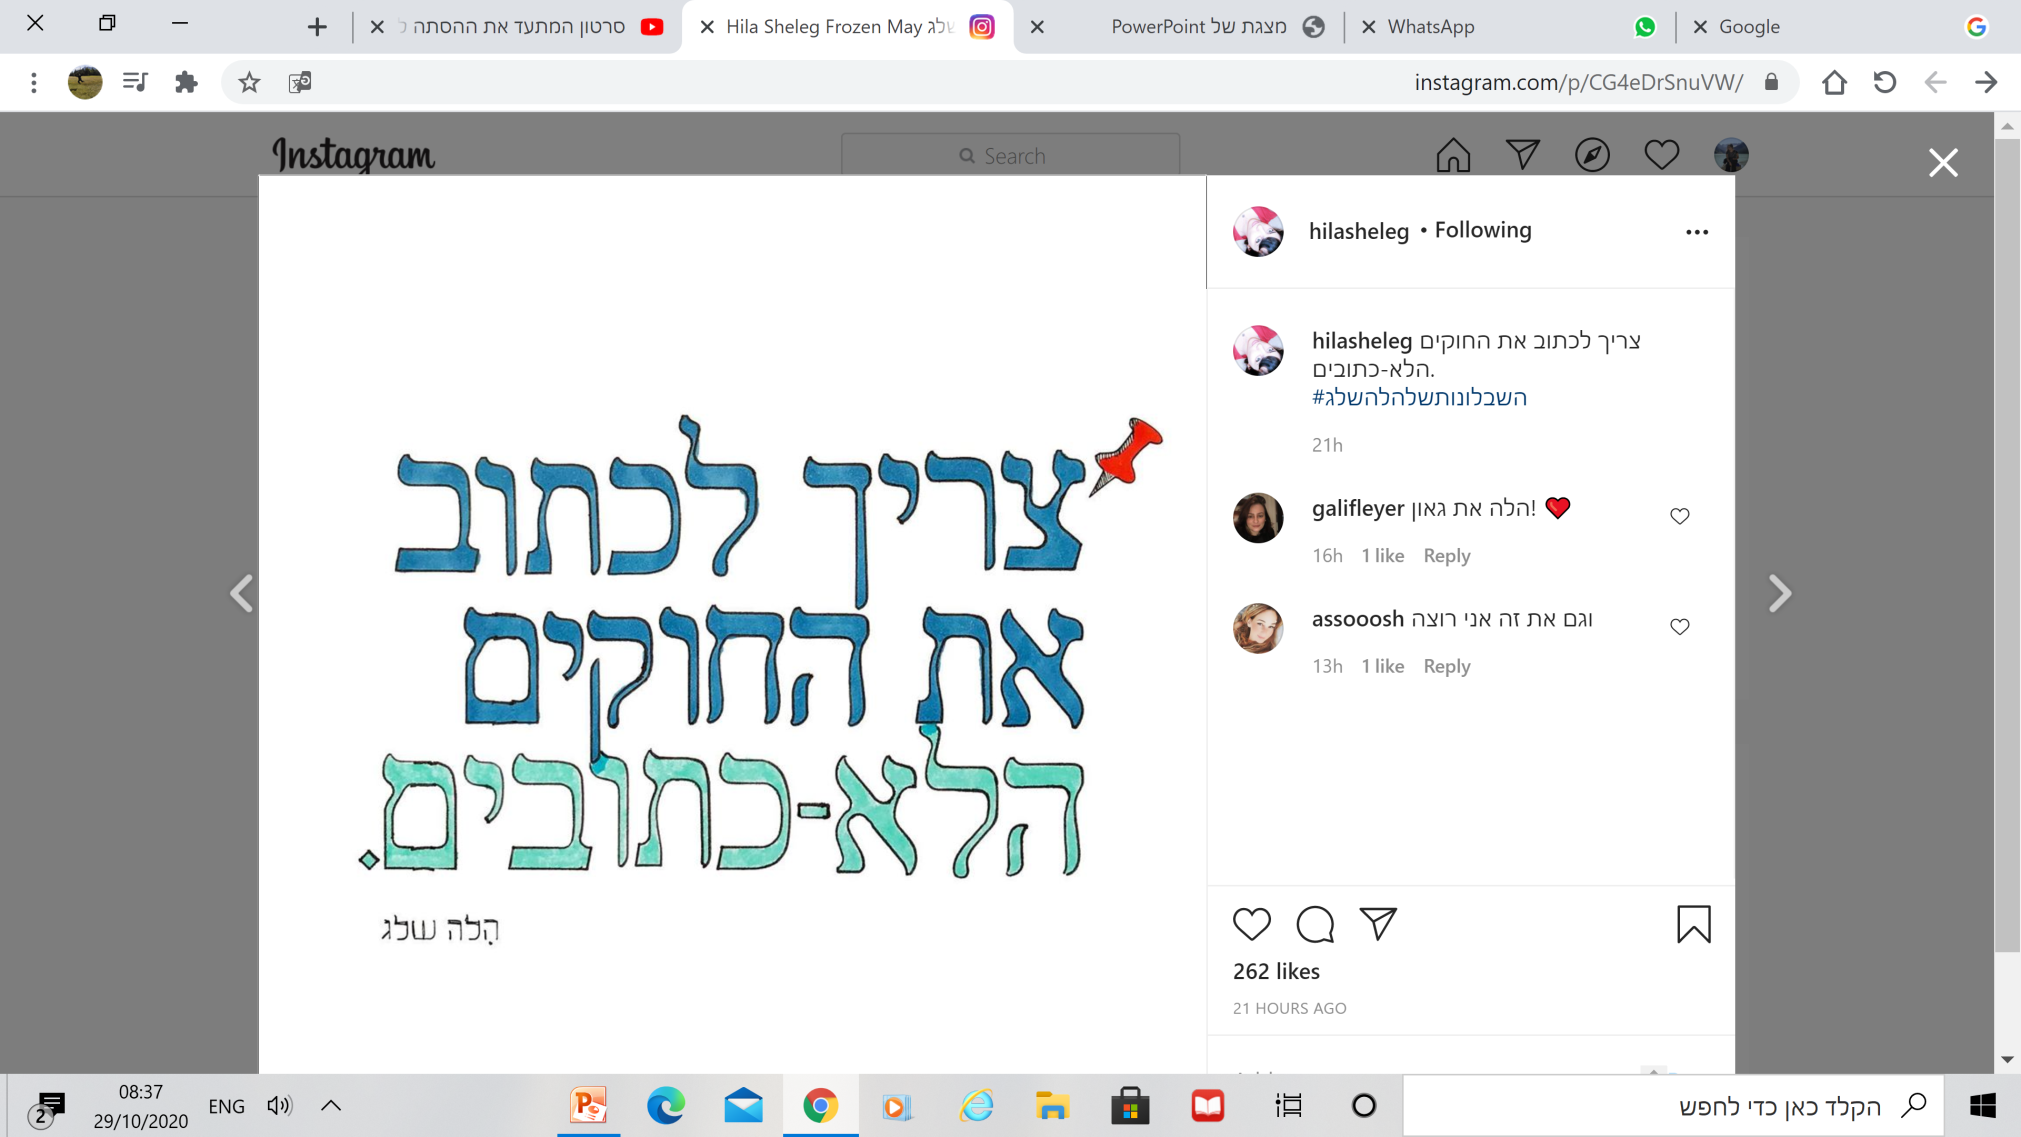 סרטון המתעד את ההסתה ל
Hila Sheleg Frozen May שלג
מצגת של PowerPoint
WhatsApp
Google
instagram.com/p/CG4eDrSnuVW/
Instagram
Search
צריך לכתוב
את החוקים
הלא-כתובים.
הִלה שלג
hilasheleg • Following
hilasheleg צריך לכתוב את החוקים
הלא-כתובים.
#השבלונותשלהלהשלג
21h
galifleyer הלה את גאון! ❤️
16h 1 like Reply
assooosh וגם את זה אני רוצה
13h 1 like Reply
262 likes
21 HOURS AGO
2
08:37
29/10/2020
ENG
הקלד כאן כדי לחפש